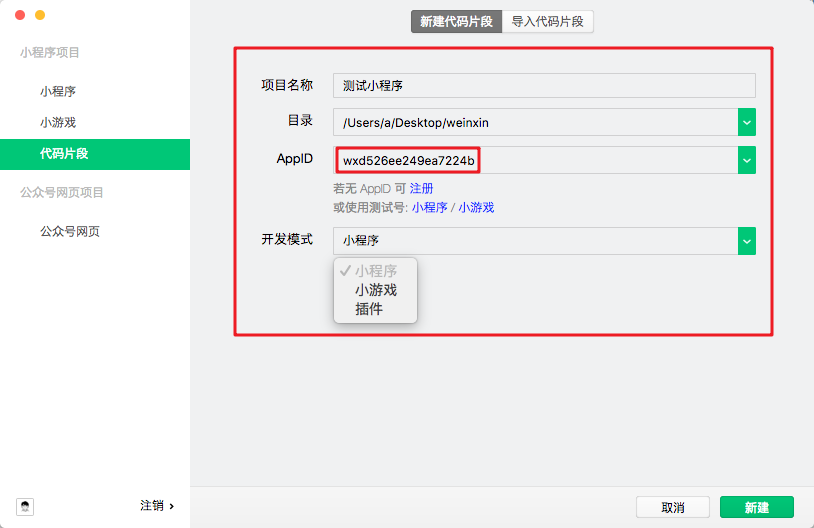 新建代码片段 导入代码片段
小程序项目
小程序
小游戏
代码片段
公众号网页项目
公众号网页
项目名称 测试小程序
目录 /Users/a/Desktop/weinxin
AppID wxd526ee249ea7224b
若无 AppID 可 注册
或使用测试号: 小程序 / 小游戏
开发模式 小程序
小程序
小游戏
插件
注销
取消 新建